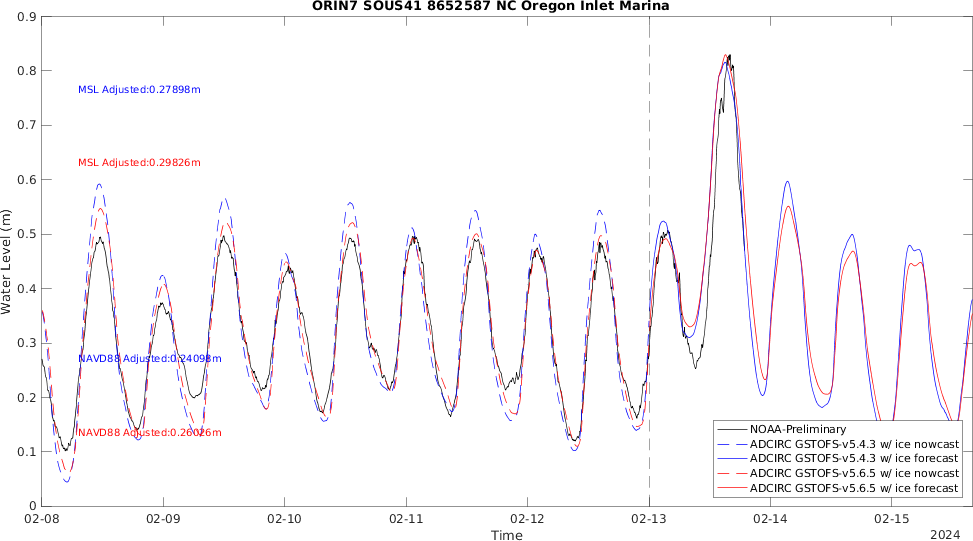 ORIN7 SOUS41 8652587 NC Oregon Inlet Marina
0.9
0.8
0.7
0.6
0.5
0.4
0.3
0.2
0.1
0
Water Level (m)
MSL Adjusted:0.27898m
MSL Adjusted:0.29826m
NAVD88 Adjusted:0.24098m
NAVD88 Adjusted:0.26026m
NOAA-Preliminary
ADCIRC GSTOFS-v5.4.3 w/ ice nowcast
ADCIRC GSTOFS-v5.4.3 w/ ice forecast
ADCIRC GSTOFS-v5.6.5 w/ ice nowcast
ADCIRC GSTOFS-v5.6.5 w/ ice forecast
02-08 02-09 02-10 02-11 02-12 02-13 02-14 02-15
Time
2024